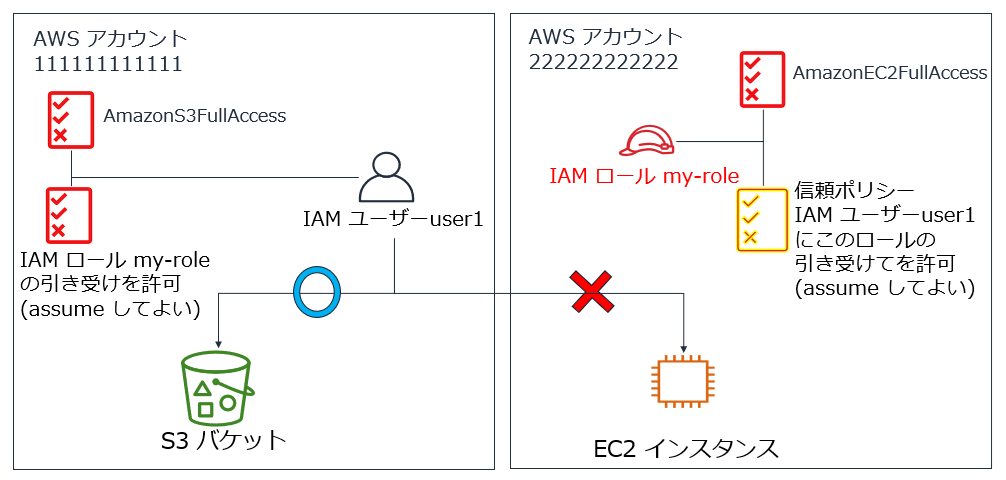 AWS アカウント
111111111111
AmazonS3FullAccess
IAM ユーザーuser1
IAM ロール my-role
の引き受けを許可
(assume してよい)
S3 バケット
AWS アカウント
222222222222
AmazonEC2FullAccess
IAM ロール my-role
信頼ポリシー
IAM ユーザーuser1
にこのロールの
引き受けてを許可
(assume してよい)
EC2 インスタンス